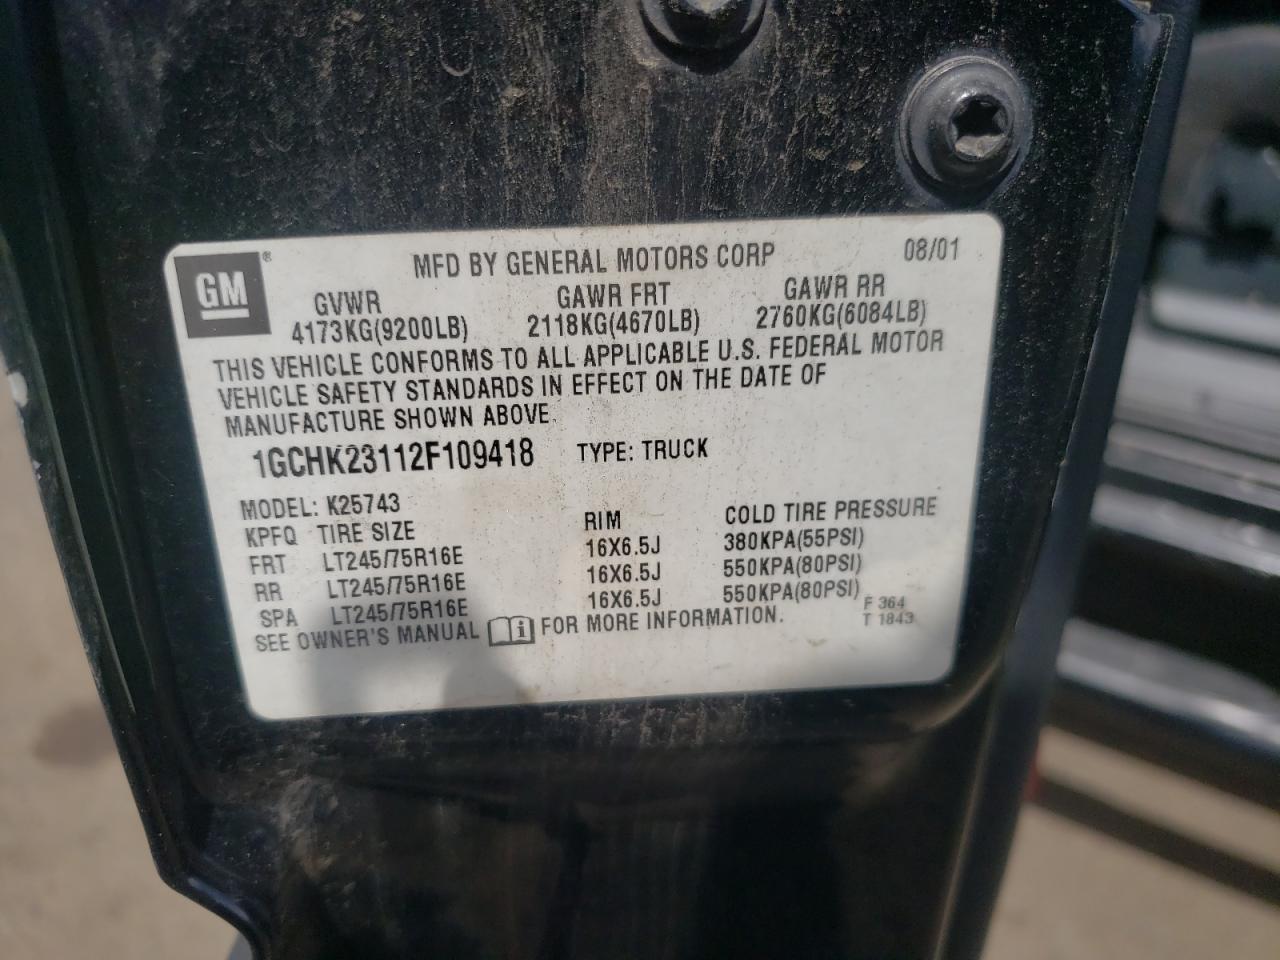 GM®
MFD BY GENERAL MOTORS CORP 08/01
GVWR GAWR FRT GAWR RR
4173KG(9200LB) 2118KG(4670LB) 2760KG(6084LB)
THIS VEHICLE CONFORMS TO ALL APPLICABLE U.S. FEDERAL MOTOR
VEHICLE SAFETY STANDARDS IN EFFECT ON THE DATE OF
MANUFACTURE SHOWN ABOVE.
1GCHK23112F109418 TYPE: TRUCK
MODEL: K25743
KPFQ TIRE SIZE RIM COLD TIRE PRESSURE
FRT LT245/75R16E 16X6.5J 380KPA(55PSI)
RR LT245/75R16E 16X6.5J 550KPA(80PSI)
SPA LT245/75R16E 16X6.5J 550KPA(80PSI)
SEE OWNER'S MANUAL i FOR MORE INFORMATION.
F 364
T 1843